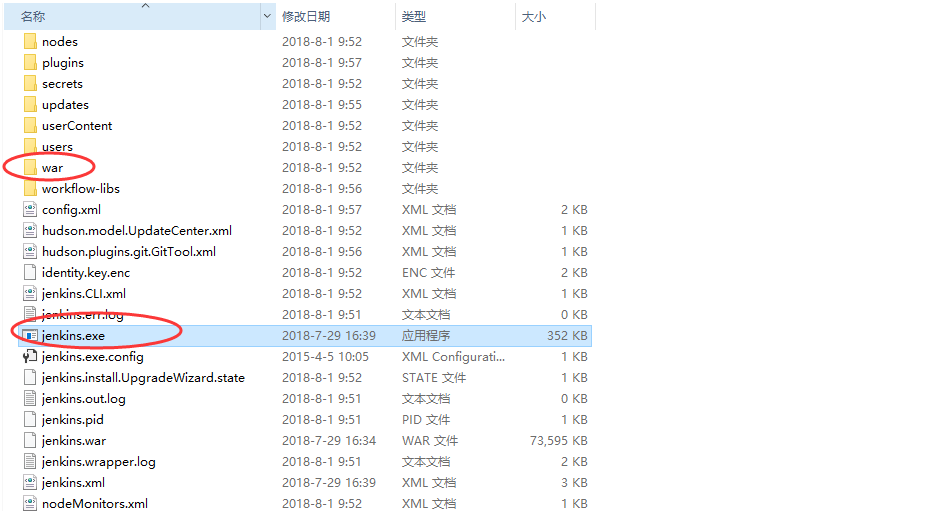 名称 修改日期 类型 大小
nodes 2018-8-1 9:52 文件夹
plugins 2018-8-1 9:57 文件夹
secrets 2018-8-1 9:52 文件夹
updates 2018-8-1 9:55 文件夹
userContent 2018-8-1 9:52 文件夹
users 2018-8-1 9:52 文件夹
war 2018-8-1 9:52 文件夹
workflow-libs 2018-8-1 9:56 文件夹
config.xml 2018-8-1 9:57 XML 文档 2 KB
hudson.model.UpdateCenter.xml 2018-8-1 9:52 XML 文档 1 KB
hudson.plugins.git.GitTool.xml 2018-8-1 9:56 XML 文档 1 KB
identity.key.enc 2018-8-1 9:52 ENC 文件 2 KB
jenkins.CLI.xml 2018-8-1 9:52 XML 文档 1 KB
jenkins.err.log 2018-8-1 9:51 文本文档 0 KB
jenkins.exe 2018-7-29 16:39 应用程序 352 KB
jenkins.exe.config 2015-4-5 10:05 XML Configurati... 1 KB
jenkins.install.UpgradeWizard.state 2018-8-1 9:52 STATE 文件 1 KB
jenkins.out.log 2018-8-1 9:51 文本文档 0 KB
jenkins.pid 2018-8-1 9:51 PID 文件 1 KB
jenkins.war 2018-7-29 16:34 WAR 文件 73,595 KB
jenkins.wrapper.log 2018-8-1 9:51 文本文档 2 KB
jenkins.xml 2018-7-29 16:39 XML 文档 3 KB
nodeMonitors.xml 2018-8-1 9:52 XML 文档 1 KB